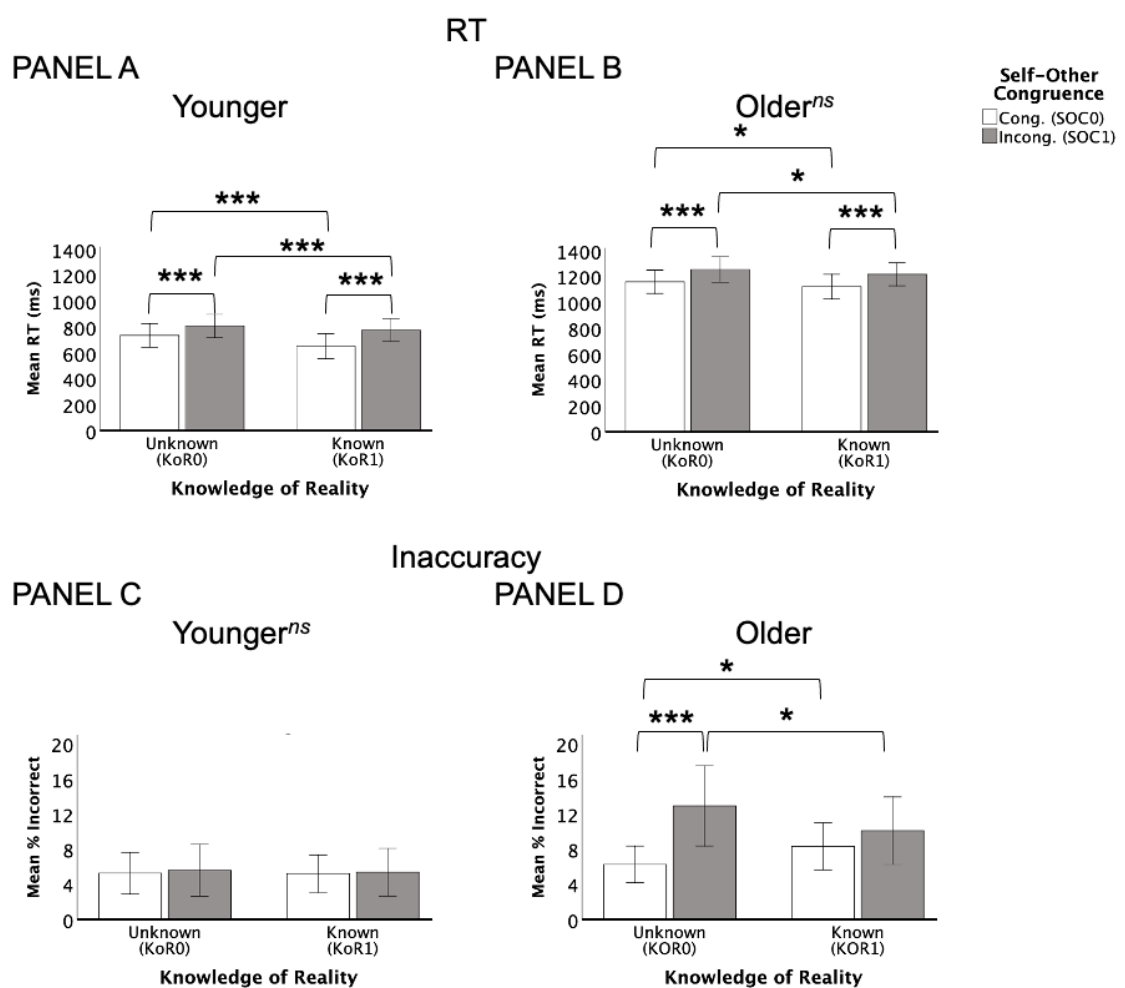 RT
PANEL A
PANEL B
Younger
Older^ns
Self-Other
Congruence
Cong. (SOC0)
Incong. (SOC1)
***
***
***
***
*
*
***
***
Mean RT (ms)
1400
1200
1000
800
600
400
200
0
Unknown
(KoR0)
Known
(KoR1)
Knowledge of Reality
Mean RT (ms)
1400
1200
1000
800
600
400
200
0
Unknown
(KoR0)
Known
(KoR1)
Knowledge of Reality
Inaccuracy
PANEL C
PANEL D
Younger^ns
Older
*
***
*
Mean % Incorrect
20
16
12
8
4
0
Unknown
(KoR0)
Known
(KoR1)
Knowledge of Reality
Mean % Incorrect
20
16
12
8
4
0
Unknown
(KOR0)
Known
(KOR1)
Knowledge of Reality